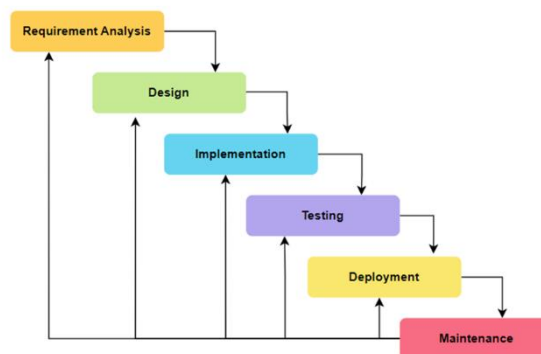 Requirement Analysis
Design
Implementation
Testing
Deployment
Maintenance